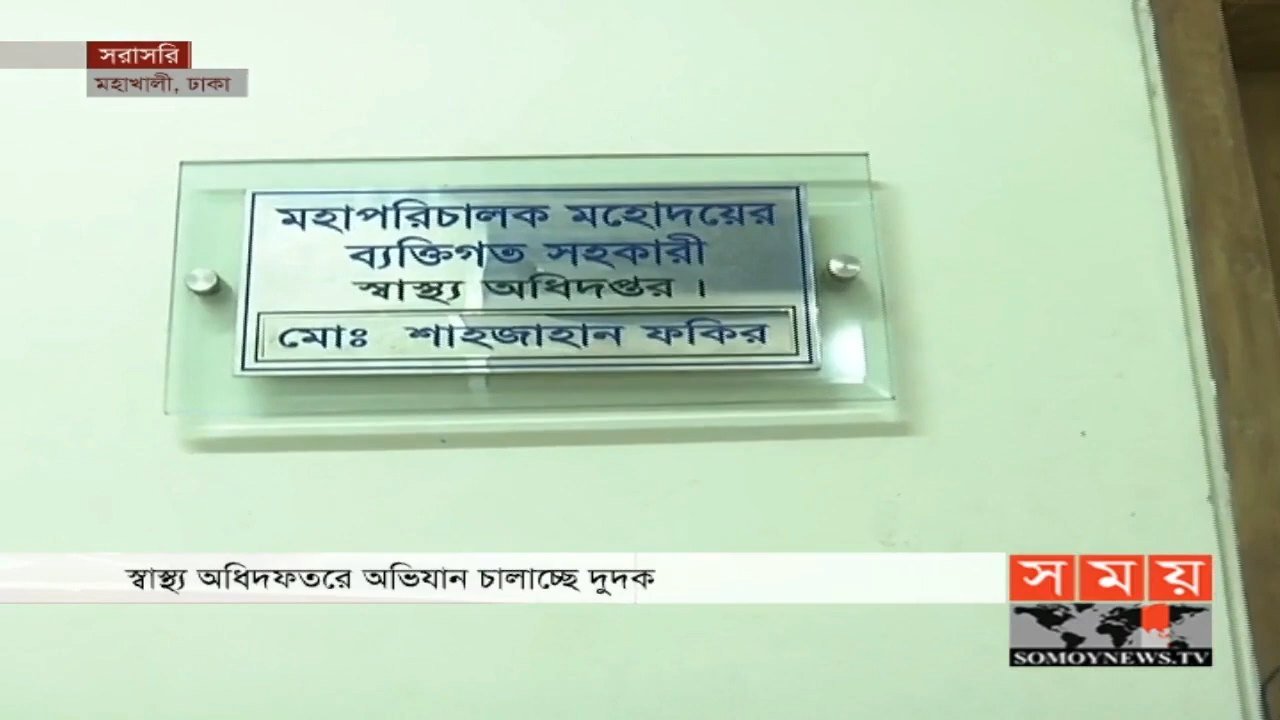 সরাসরি
মহাখালী, ঢাকা
মহাপরিচালক মহোদয়ের
ব্যক্তিগত সহকারী
স্বাস্থ্য অধিদপ্তর।
মোঃ শাহজাহান ফকির
স্বাস্থ্য অধিদফতরে অভিযান চালাচ্ছে দুদক
সময়
SOMOYNEWS.TV